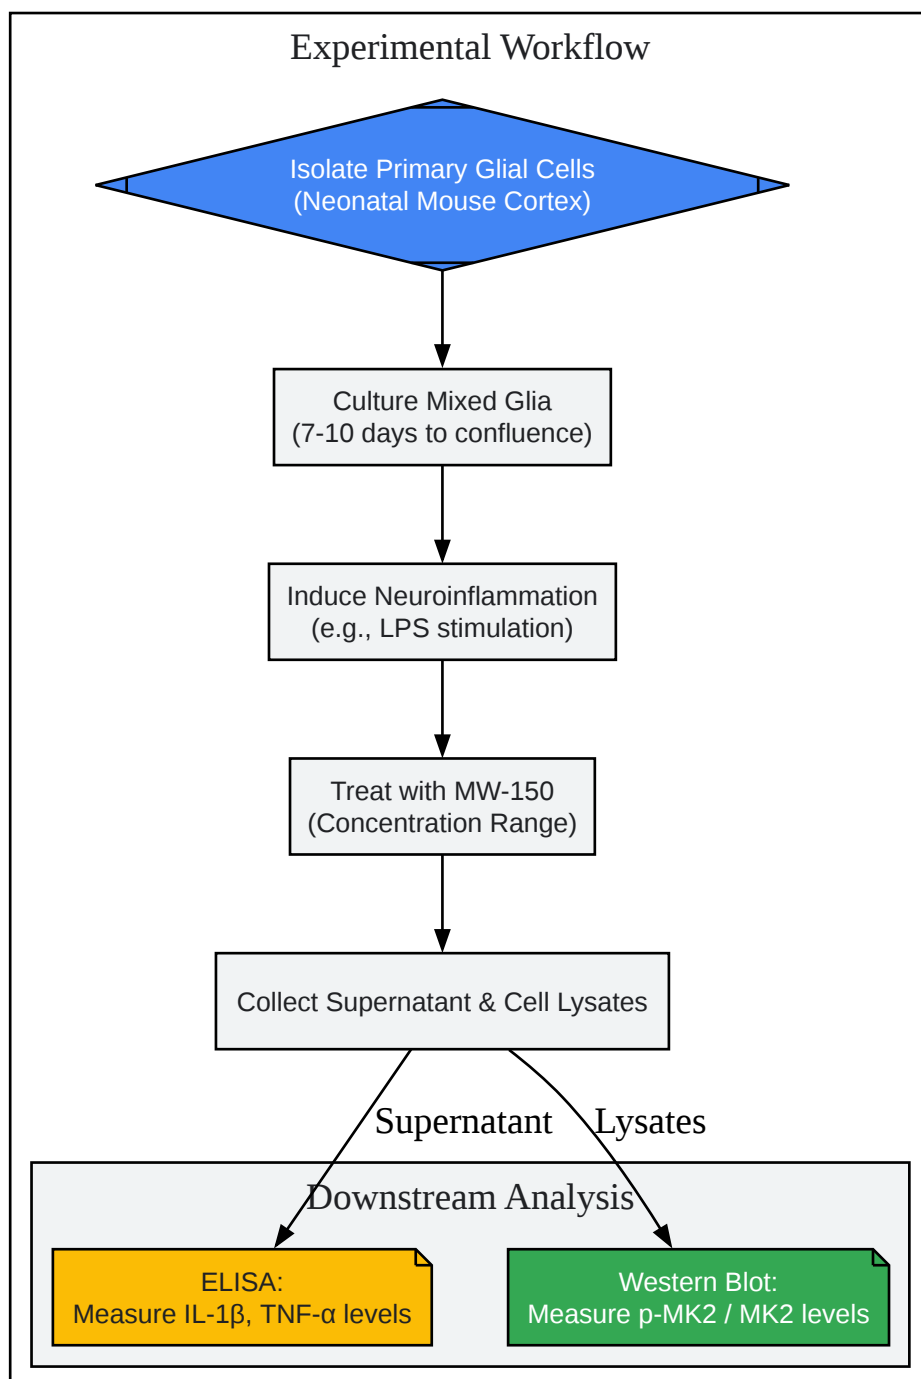 Experimental Workflow
Isolate Primary Glial Cells
(Neonatal Mouse Cortex)
Culture Mixed Glia
(7-10 days to confluence)
Induce Neuroinflammation
(e.g., LPS stimulation)
Treat with MW-150
(Concentration Range)
Collect Supernatant & Cell Lysates
Supernatant
Lysates
Downstream Analysis
ELISA:
Measure IL-1β, TNF-α levels
Western Blot:
Measure p-MK2 / MK2 levels